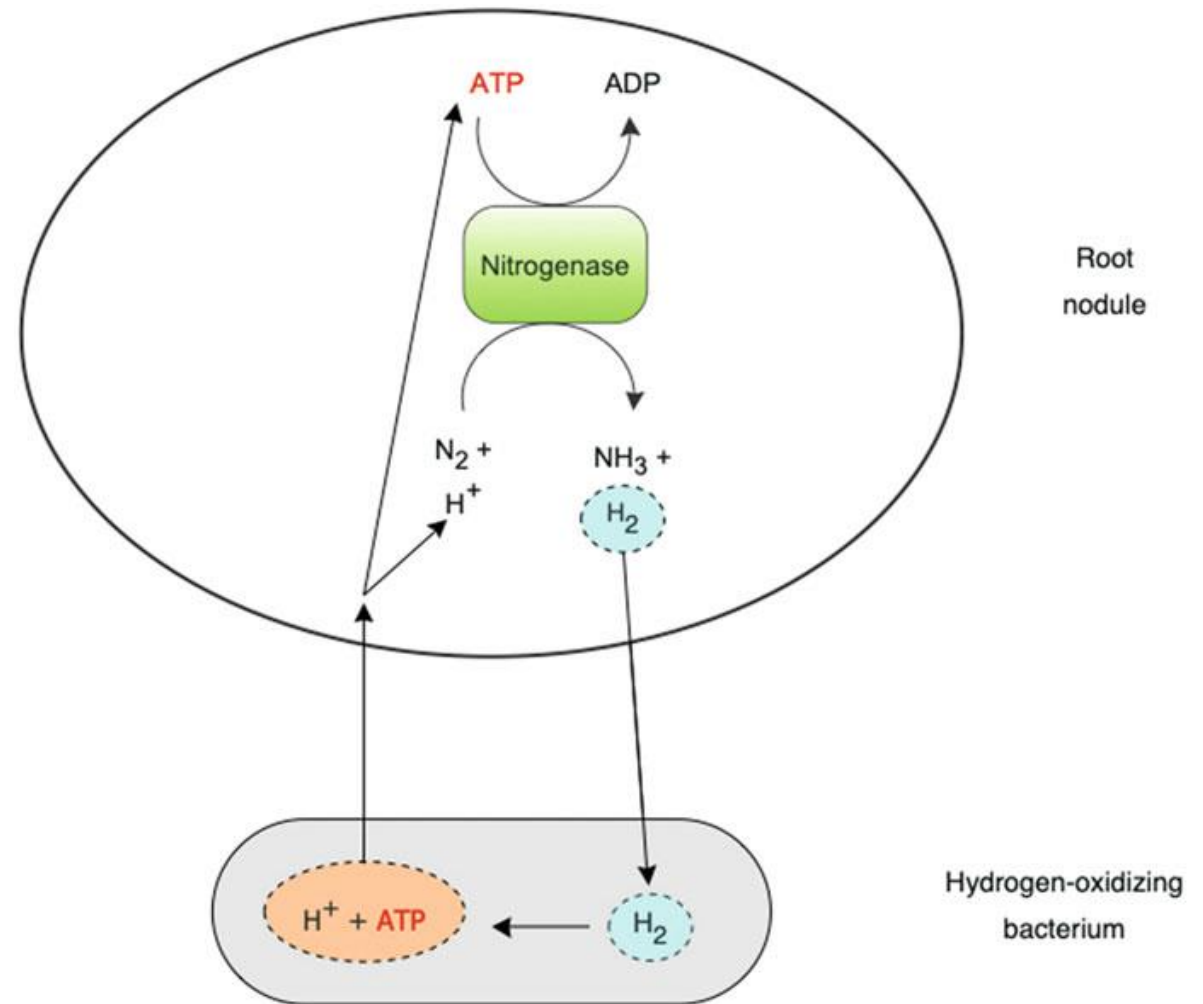 ATP ADP
Nitrogenase
Root
nodule
N₂ +
H⁺
NH₃ +
H₂
H⁺ + ATP
H₂
Hydrogen-oxidizing
bacterium